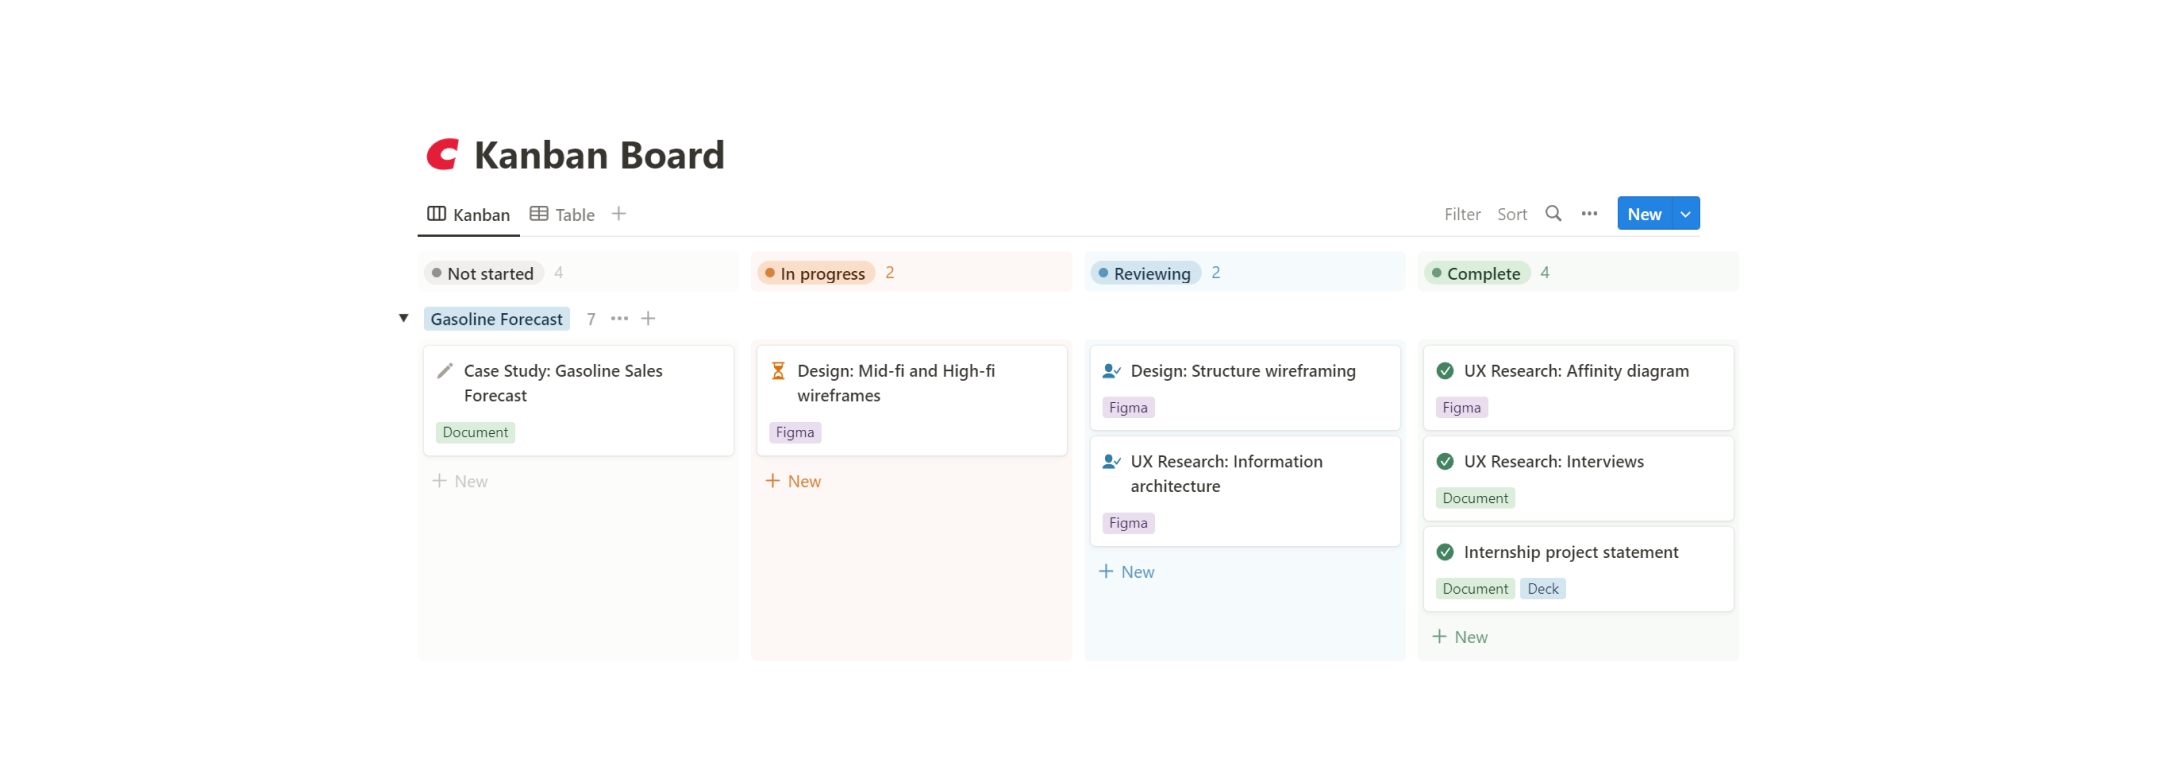 Kanban Board
Kanban Table
Filter Sort New
Not started 4
In progress 2
Reviewing 2
Complete 4
Gasoline Forecast 7
Case Study: Gasoline Sales
Forecast
Document
New
Design: Mid-fi and High-fi
wireframes
Figma
New
Design: Structure wireframing
Figma
UX Research: Information
architecture
Figma
New
UX Research: Affinity diagram
Figma
UX Research: Interviews
Document
Internship project statement
Document Deck
New